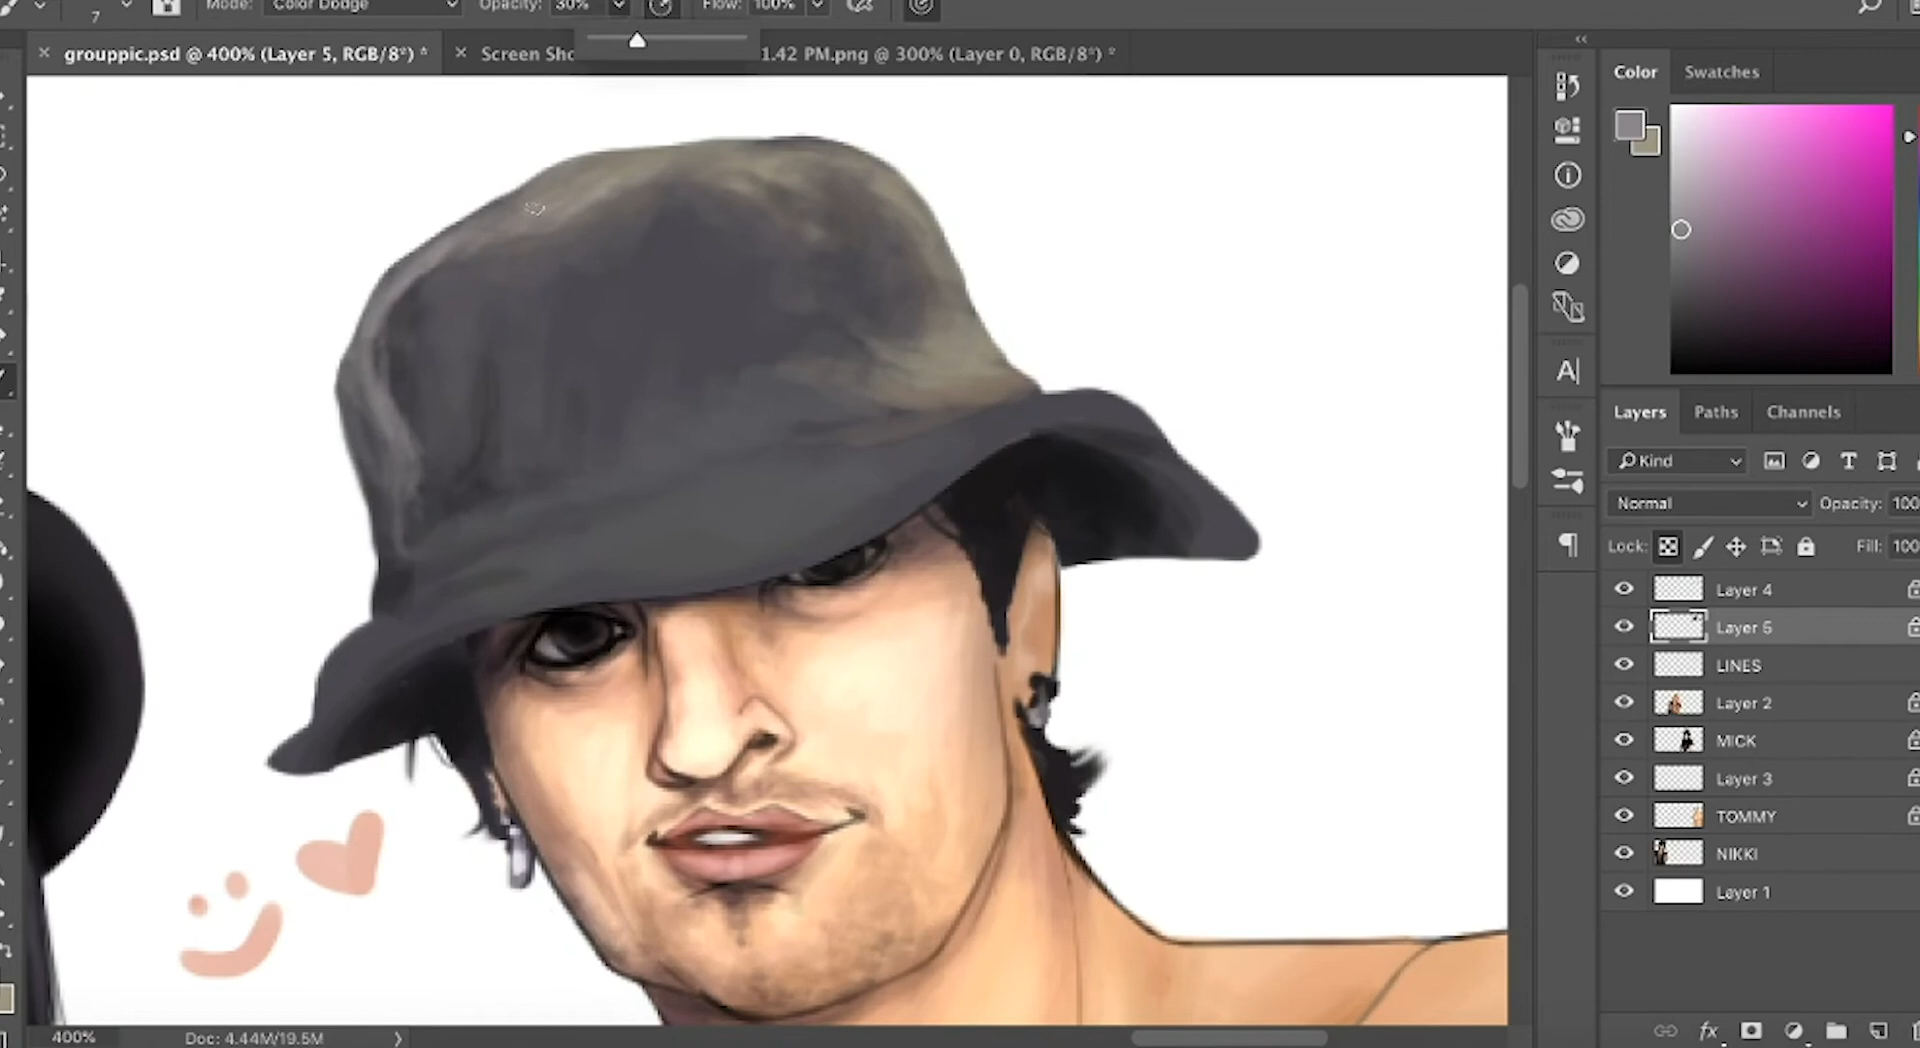 7 Mode: Color Dodge Opacity: 30% Flow: 100%
grouppic.psd @ 400% (Layer 5, RGB/8*) *
Screen Sho 1.42 PM.png @ 300% (Layer 0, RGB/8*) *
Color Swatches
Layers Paths Channels
Kind
Normal Opacity: 100
Lock: Fill: 100
Layer 4
Layer 5
LINES
Layer 2
MICK
Layer 3
TOMMY
NIKKI
Layer 1
fx
400% Doc: 4.44M/19.5M